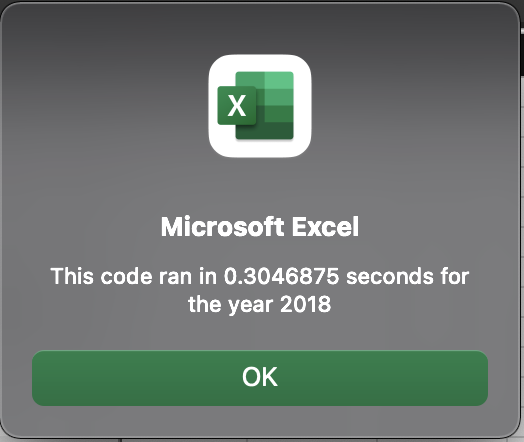 X
Microsoft Excel
This code ran in 0.3046875 seconds for
the year 2018
OK